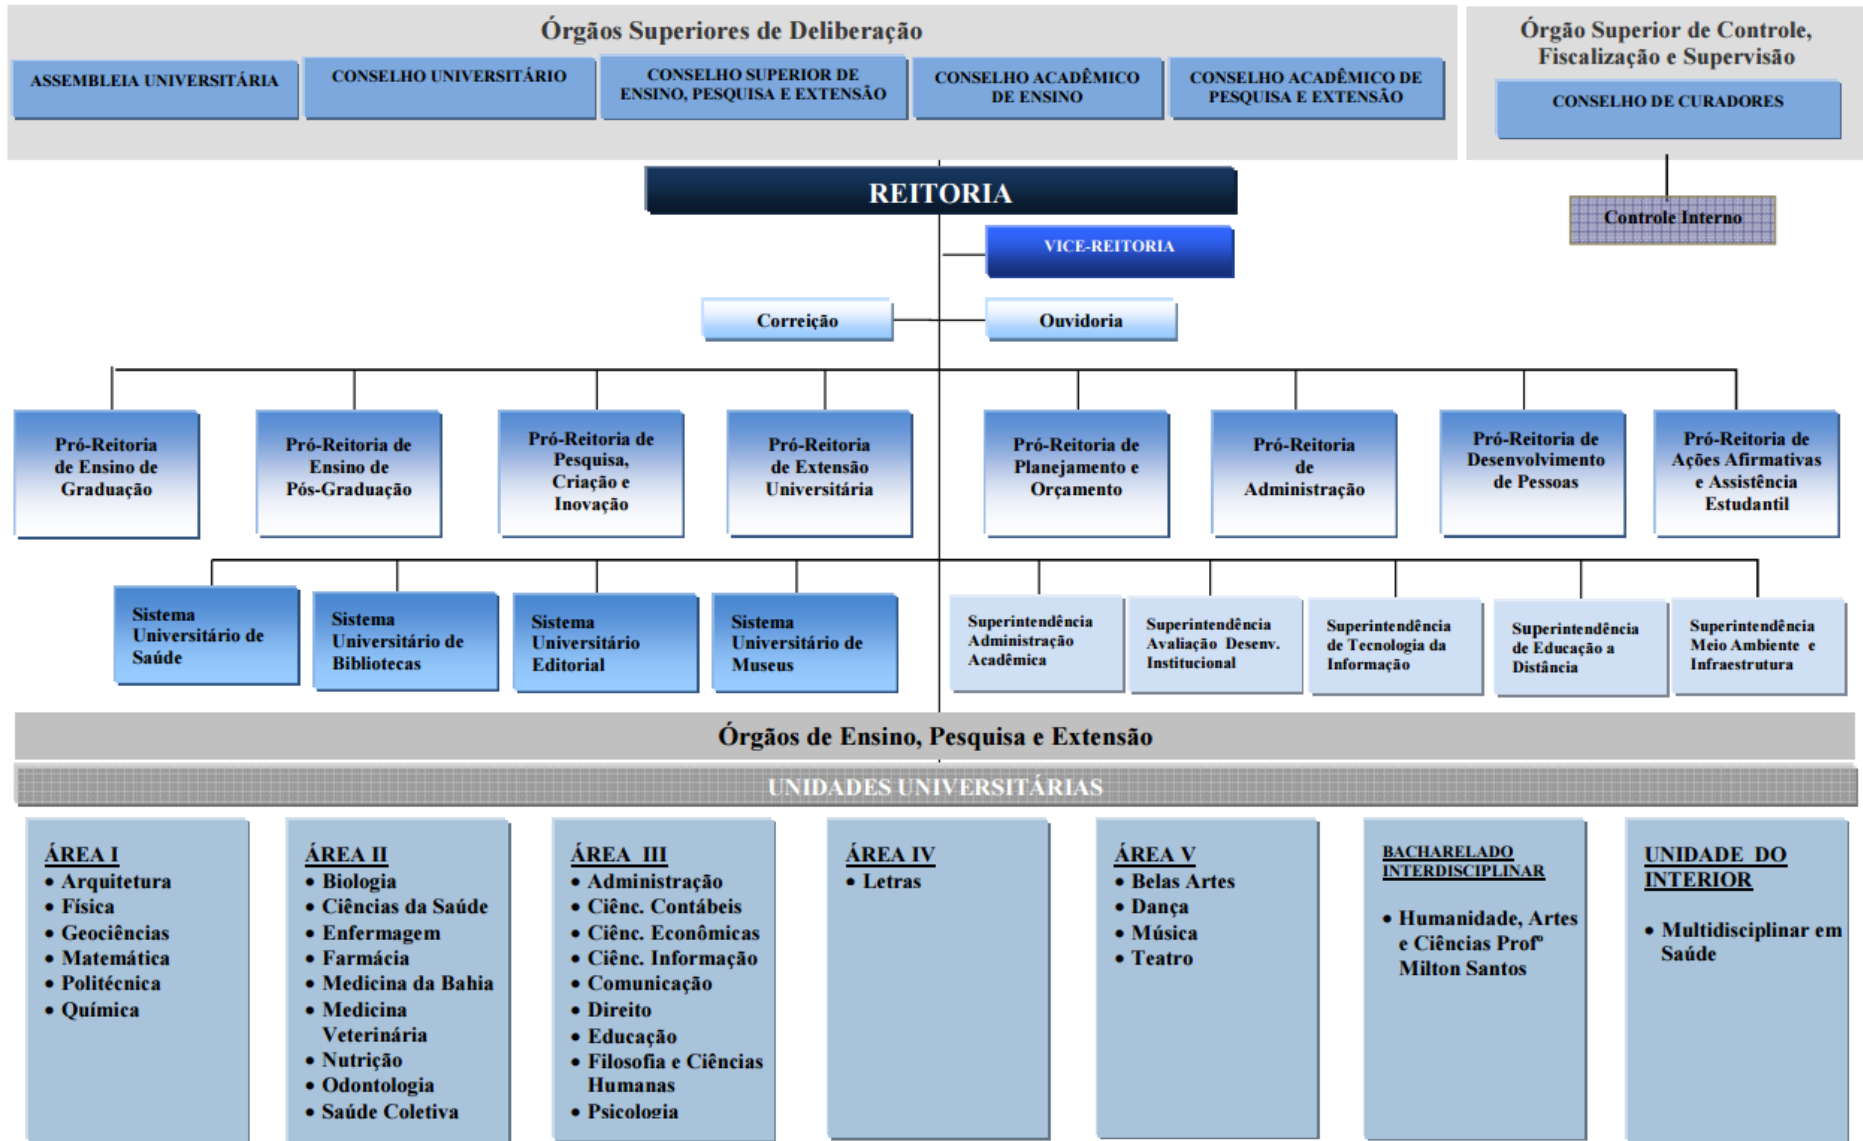 Órgãos Superiores de Deliberação
ASSEMBLEIA UNIVERSITÁRIA
CONSELHO UNIVERSITÁRIO
CONSELHO SUPERIOR DE
ENSINO, PESQUISA E EXTENSÃO
CONSELHO ACADÊMICO
DE ENSINO
CONSELHO ACADÊMICO DE
PESQUISA E EXTENSÃO
Órgão Superior de Controle,
Fiscalização e Supervisão
CONSELHO DE CURADORES
Controle Interno
REITORIA
VICE-REITORIA
Correição
Ouvidoria
Pró-Reitoria
de Ensino de
Graduação
Pró-Reitoria de
Ensino de
Pós-Graduação
Pró-Reitoria de
Pesquisa,
Criação e
Inovação
Pró-Reitoria
de Extensão
Universitária
Pró-Reitoria de
Planejamento e
Orçamento
Pró-Reitoria
de
Administração
Pró-Reitoria de
Desenvolvimento
de Pessoas
Pró-Reitoria de
Ações Afirmativas
e Assistência
Estudantil
Sistema
Universitário de
Saúde
Sistema
Universitário de
Bibliotecas
Sistema
Universitário
Editorial
Sistema
Universitário de
Museus
Superintendência
Administração
Acadêmica
Superintendência
Avaliação Desenv.
Institucional
Superintendência
de Tecnologia da
Informação
Superintendência
de Educação a
Distância
Superintendência
Meio Ambiente e
Infraestrutura
Órgãos de Ensino, Pesquisa e Extensão
UNIDADES UNIVERSITÁRIAS
ÁREA I
• Arquitetura
• Física
• Geociências
• Matemática
• Politécnica
• Química
ÁREA II
• Biologia
• Ciências da Saúde
• Enfermagem
• Farmácia
• Medicina da Bahia
• Medicina
Veterinária
• Nutrição
• Odontologia
• Saúde Coletiva
ÁREA III
• Administração
• Ciênc. Contábeis
• Ciênc. Econômicas
• Ciênc. Informação
• Comunicação
• Direito
• Educação
• Filosofia e Ciências
Humanas
• Psicologia
ÁREA IV
• Letras
ÁREA V
• Belas Artes
• Dança
• Música
• Teatro
BACHARELADO
INTERDISCIPLINAR
• Humanidade, Artes
e Ciências Profº
Milton Santos
UNIDADE DO
INTERIOR
• Multidisciplinar em
Saúde